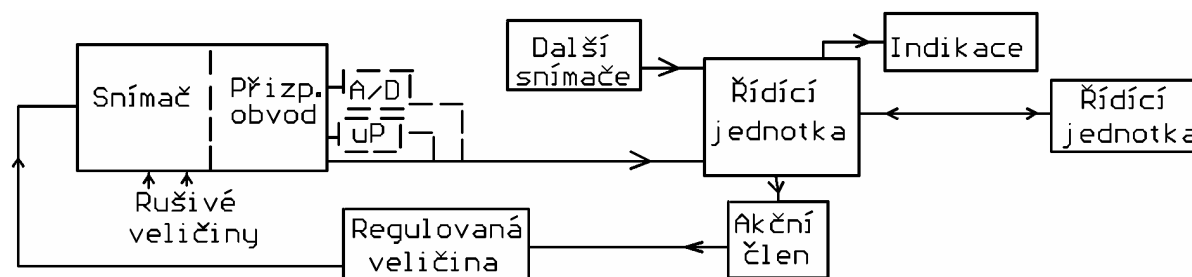 Snímač
Přizp.
obvod
A/D
uP
Rušivé
veličiny
Další
snímače
Řídící
jednotka
Indikace
Řídící
jednotka
Akční
člen
Regulovaná
veličina